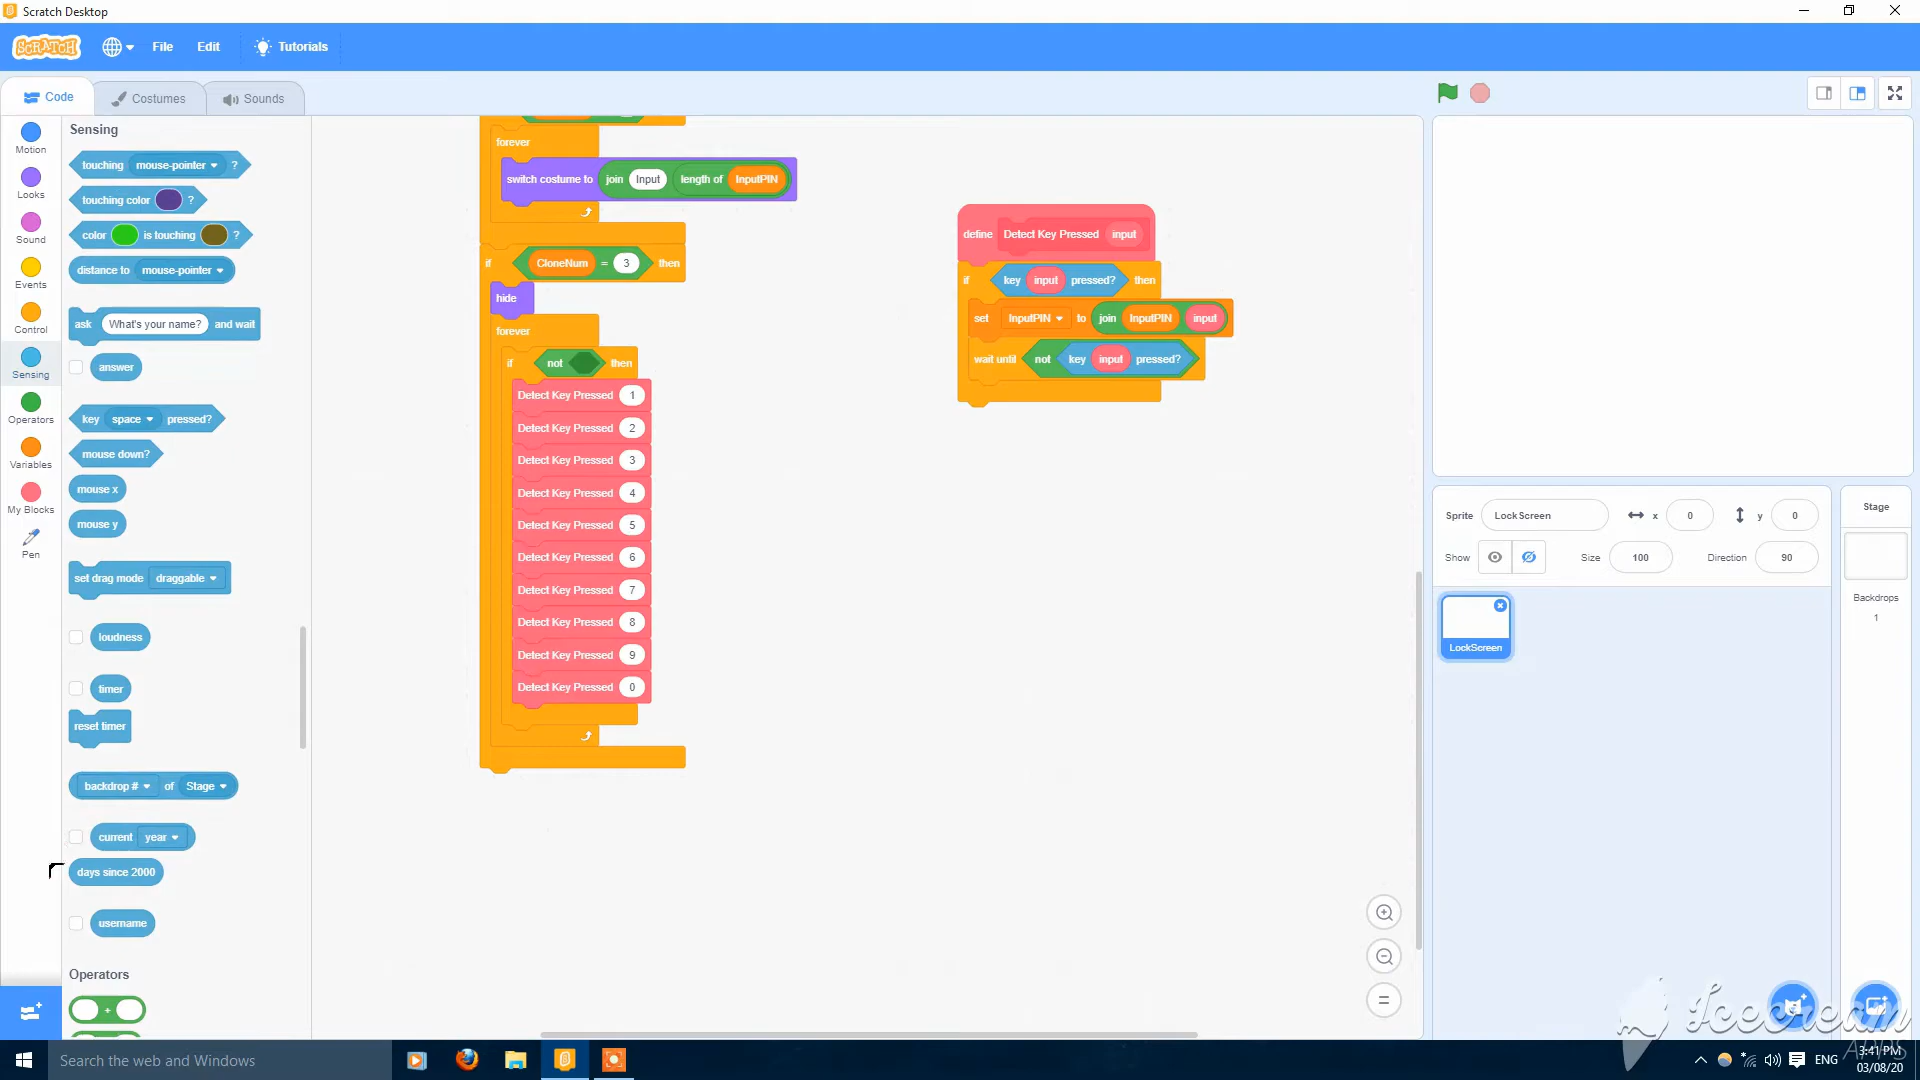 Scratch Desktop
SCRATCH File Edit Tutorials
Code Costumes Sounds
Motion
Looks
Sound
Events
Control
Sensing
Operators
Variables
My Blocks
Pen
Sensing
touching mouse-pointer ?
touching color ?
color is touching ?
distance to mouse-pointer
ask What's your name? and wait
answer
key space pressed?
mouse down?
mouse x
mouse y
set drag mode draggable
loudness
timer
reset timer
backdrop # of Stage
current year
days since 2000
username
Operators
+
forever
switch costume to join Input length of InputPIN
if CloneNum = 3 then
hide
forever
if not then
Detect Key Pressed 1
Detect Key Pressed 2
Detect Key Pressed 3
Detect Key Pressed 4
Detect Key Pressed 5
Detect Key Pressed 6
Detect Key Pressed 7
Detect Key Pressed 8
Detect Key Pressed 9
Detect Key Pressed 0
define Detect Key Pressed input
if key input pressed? then
set InputPIN to join InputPIN input
wait until not key input pressed?
Sprite LockScreen x 0 y 0
Show Size 100 Direction 90
LockScreen
Stage
Backdrops
1
Icecream
APPS
Search the web and Windows
ENG
3:41 PM
03/08/20